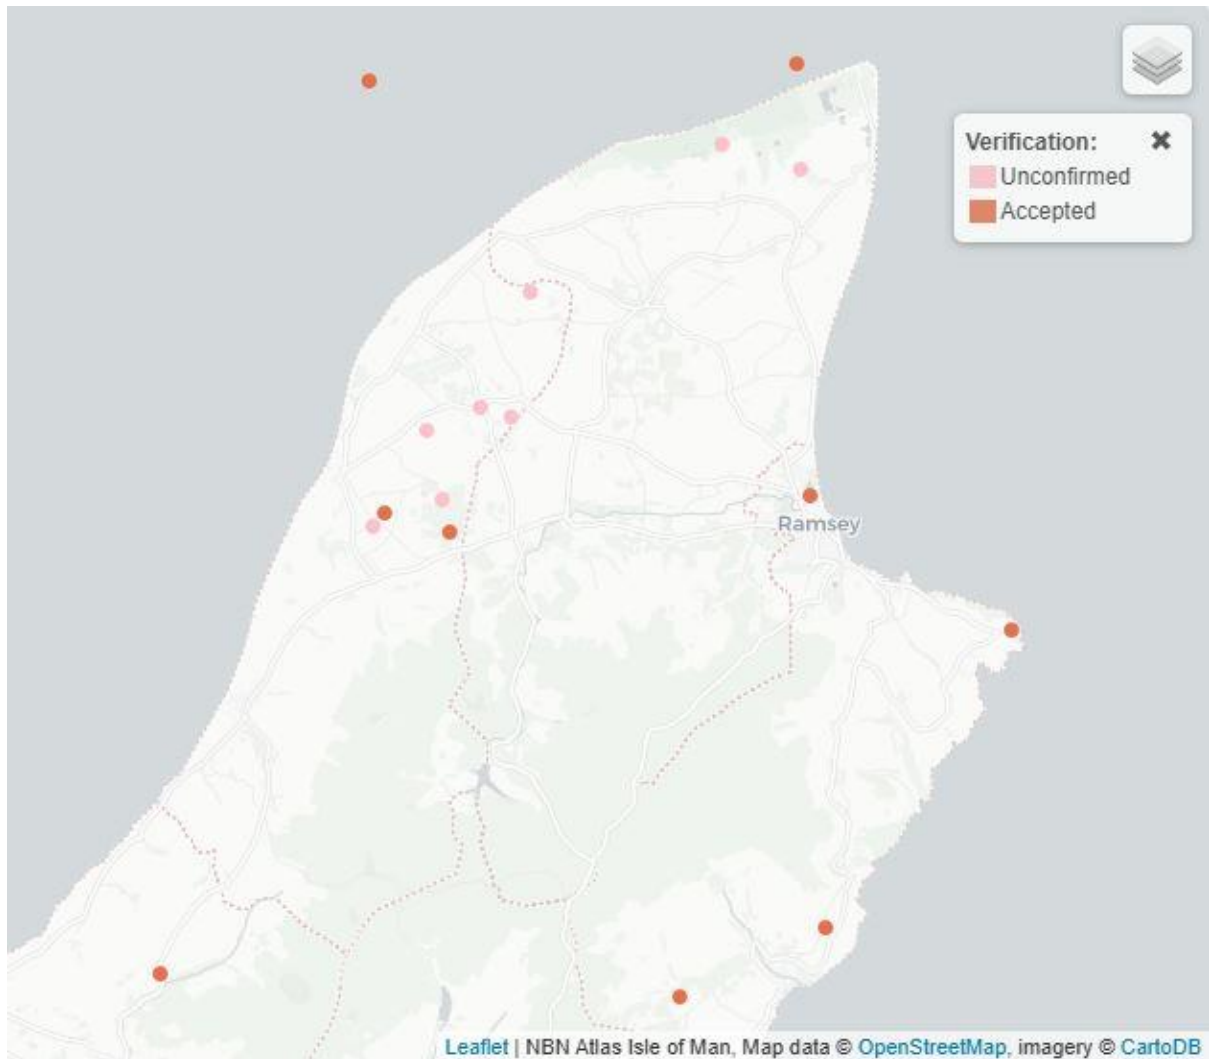 Verification: ✖
Unconfirmed
Accepted
Ramsey
Leaflet | NBN Atlas Isle of Man, Map data © OpenStreetMap, imagery © CartoDB